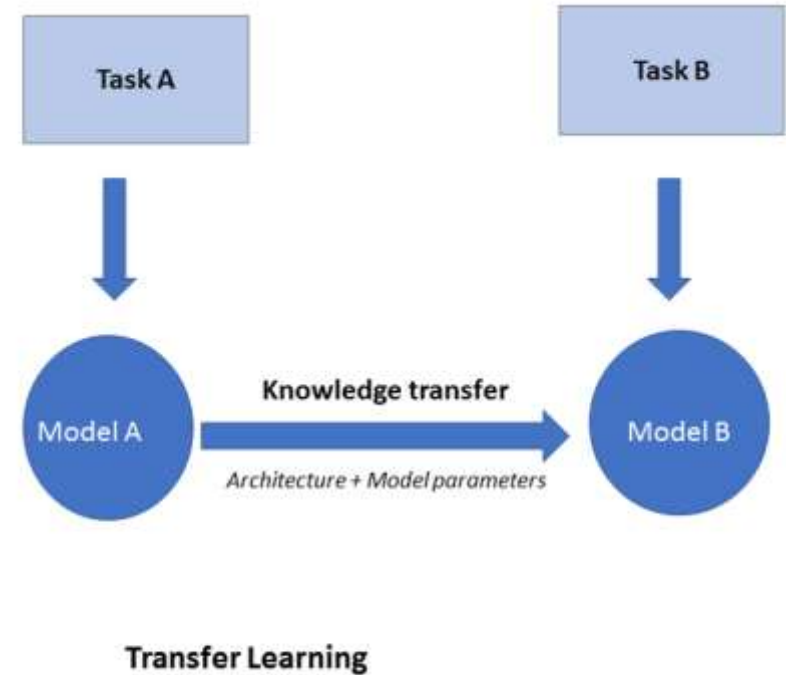 Task A
Task B
Knowledge transfer
Model A
Model B
Architecture + Model parameters
Transfer Learning